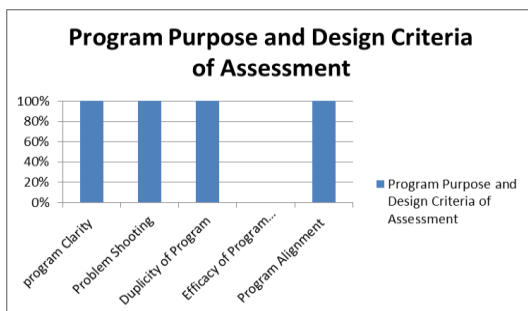 Program Purpose and Design Criteria
of Assessment
100%
80%
60%
40%
20%
0%
program Clarity
Problem Shooting
Duplicity of Program
Efficacy of Program...
Program Alignment
Program Purpose and
Design Criteria of
Assessment